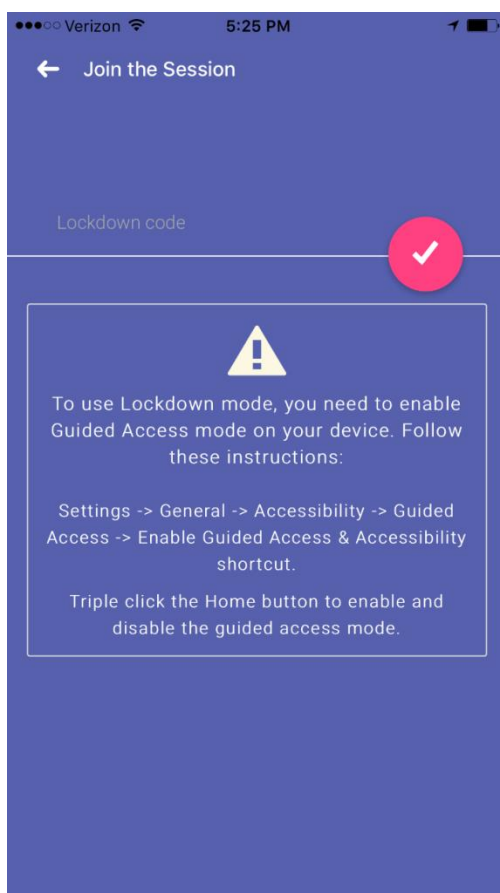 Verizon 5:25 PM
Join the Session
Lockdown code
To use Lockdown mode, you need to enable
Guided Access mode on your device. Follow
these instructions:
Settings -> General -> Accessibility -> Guided
Access -> Enable Guided Access & Accessibility
shortcut.
Triple click the Home button to enable and
disable the guided access mode.